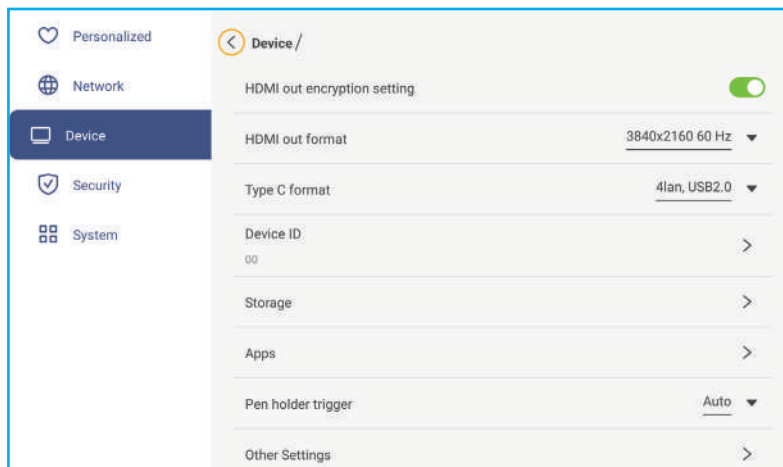 Personalized
Network
Device
Security
System
Device /
HDMI out encryption setting
HDMI out format 3840x2160 60 Hz
Type C format 4lan, USB2.0
Device ID
00
Storage
Apps
Pen holder trigger Auto
Other Settings